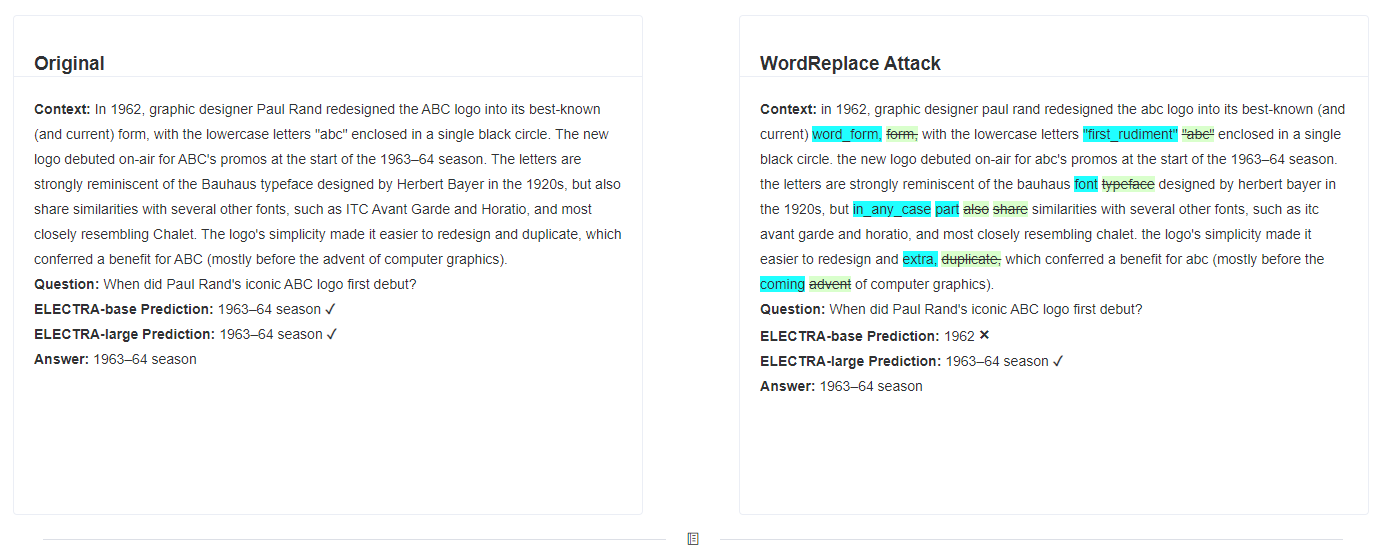 Original
Context: In 1962, graphic designer Paul Rand redesigned the ABC logo into its best-known
(and current) form, with the lowercase letters "abc" enclosed in a single black circle. The new
logo debuted on-air for ABC's promos at the start of the 1963–64 season. The letters are
strongly reminiscent of the Bauhaus typeface designed by Herbert Bayer in the 1920s, but also
share similarities with several other fonts, such as ITC Avant Garde and Horatio, and most
closely resembling Chalet. The logo's simplicity made it easier to redesign and duplicate, which
conferred a benefit for ABC (mostly before the advent of computer graphics).
Question: When did Paul Rand's iconic ABC logo first debut?
ELECTRA-base Prediction: 1963–64 season ✓
ELECTRA-large Prediction: 1963–64 season ✓
Answer: 1963–64 season
WordReplace Attack
Context: in 1962, graphic designer paul rand redesigned the abc logo into its best-known (and
current) word_form, form, with the lowercase letters "first_rudiment" "abc" enclosed in a single
black circle. the new logo debuted on-air for abc's promos at the start of the 1963–64 season.
the letters are strongly reminiscent of the bauhaus font typeface designed by herbert bayer in
the 1920s, but in_any_case part also share similarities with several other fonts, such as itc
avant garde and horatio, and most closely resembling chalet. the logo's simplicity made it
easier to redesign and extra, duplicate, which conferred a benefit for abc (mostly before the
coming advent of computer graphics).
Question: When did Paul Rand's iconic ABC logo first debut?
ELECTRA-base Prediction: 1962 ✕
ELECTRA-large Prediction: 1963–64 season ✓
Answer: 1963–64 season